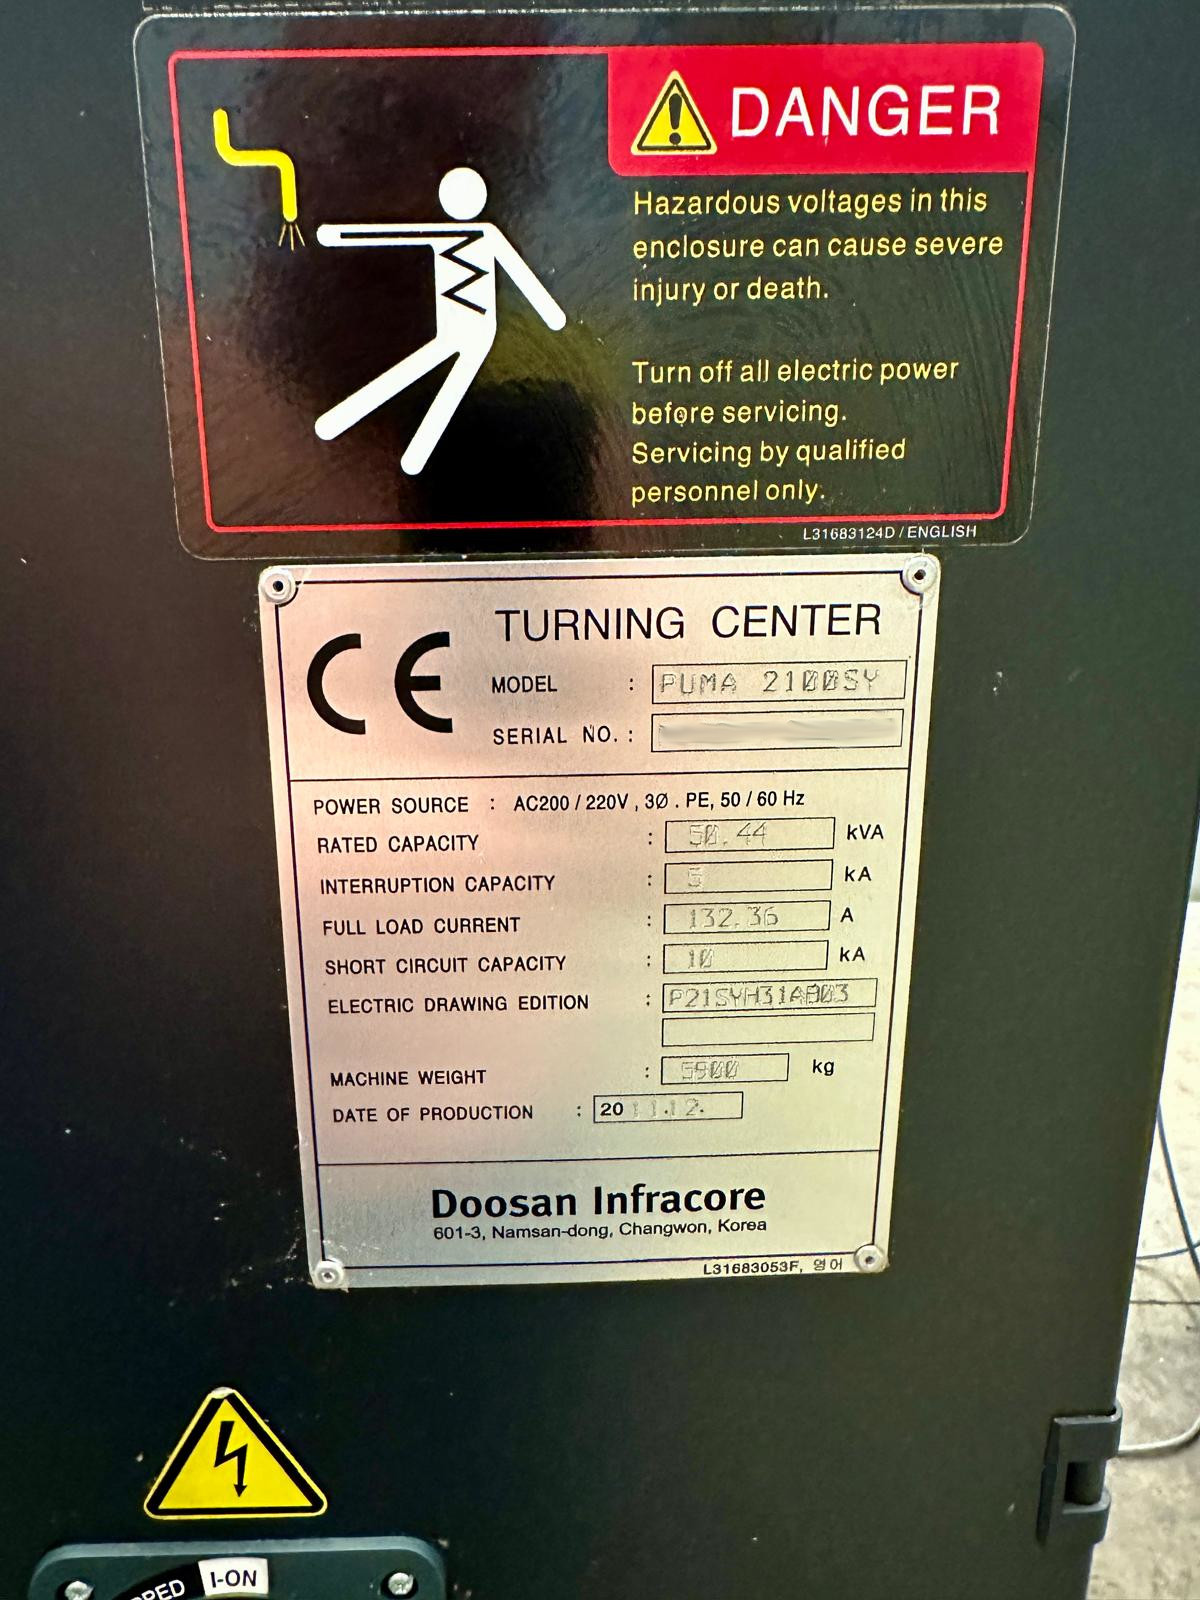 DANGER
Hazardous voltages in this
enclosure can cause severe
injury or death.
Turn off all electric power
before servicing.
Servicing by qualified
personnel only.
L31683124D / ENGLISH
CE
TURNING CENTER
MODEL : PUMA 2100SY
SERIAL NO. :
POWER SOURCE : AC200 / 220V , 3Ø . PE, 50 / 60 Hz
RATED CAPACITY : 50.44 kVA
INTERRUPTION CAPACITY : 5 kA
FULL LOAD CURRENT : 132.36 A
SHORT CIRCUIT CAPACITY : 10 kA
ELECTRIC DRAWING EDITION :
MACHINE WEIGHT : 5900 kg
DATE OF PRODUCTION : 2011.12.
Doosan Infracore
601-3, Namsan-dong, Changwon, Korea
L31683053F, 영어
I-ON